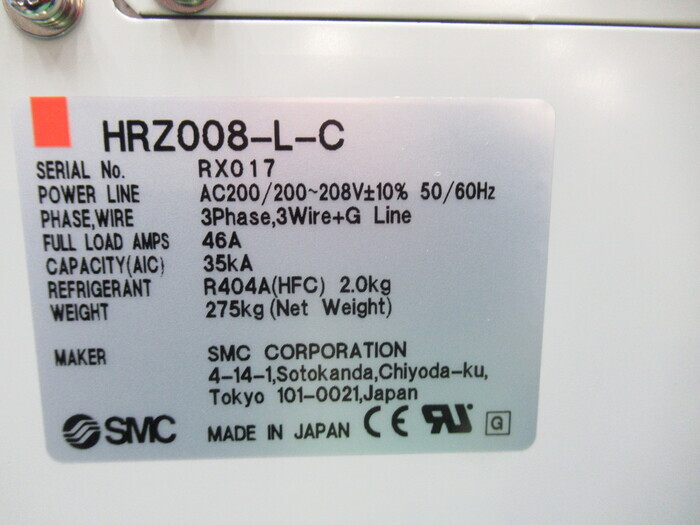 HRZ008-L-C
SERIAL No. RX017
POWER LINE AC200/200~208V±10% 50/60Hz
PHASE,WIRE 3Phase,3Wire+G Line
FULL LOAD AMPS 46A
CAPACITY(AIC) 35kA
REFRIGERANT R404A(HFC) 2.0kg
WEIGHT 275kg(Net Weight)
MAKER SMC CORPORATION
4-14-1,Sotokanda,Chiyoda-ku,
Tokyo 101-0021,Japan
SMC MADE IN JAPAN CE RU G